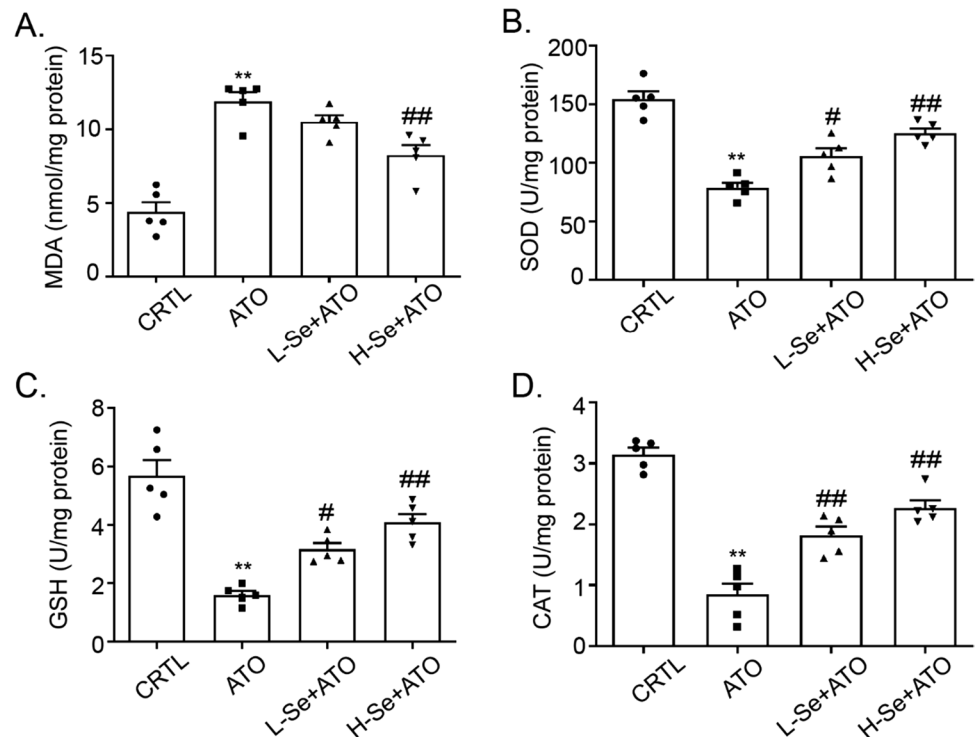 A.
MDA (nmol/mg protein)
15
10
5
0
**
##
CRTL
ATO
L-Se+ATO
H-Se+ATO
B.
SOD (U/mg protein)
200
150
100
50
0
**
#
##
CRTL
ATO
L-Se+ATO
H-Se+ATO
C.
GSH (U/mg protein)
8
6
4
2
0
**
#
##
CRTL
ATO
L-Se+ATO
H-Se+ATO
D.
CAT (U/mg protein)
4
3
2
1
0
**
##
##
CRTL
ATO
L-Se+ATO
H-Se+ATO